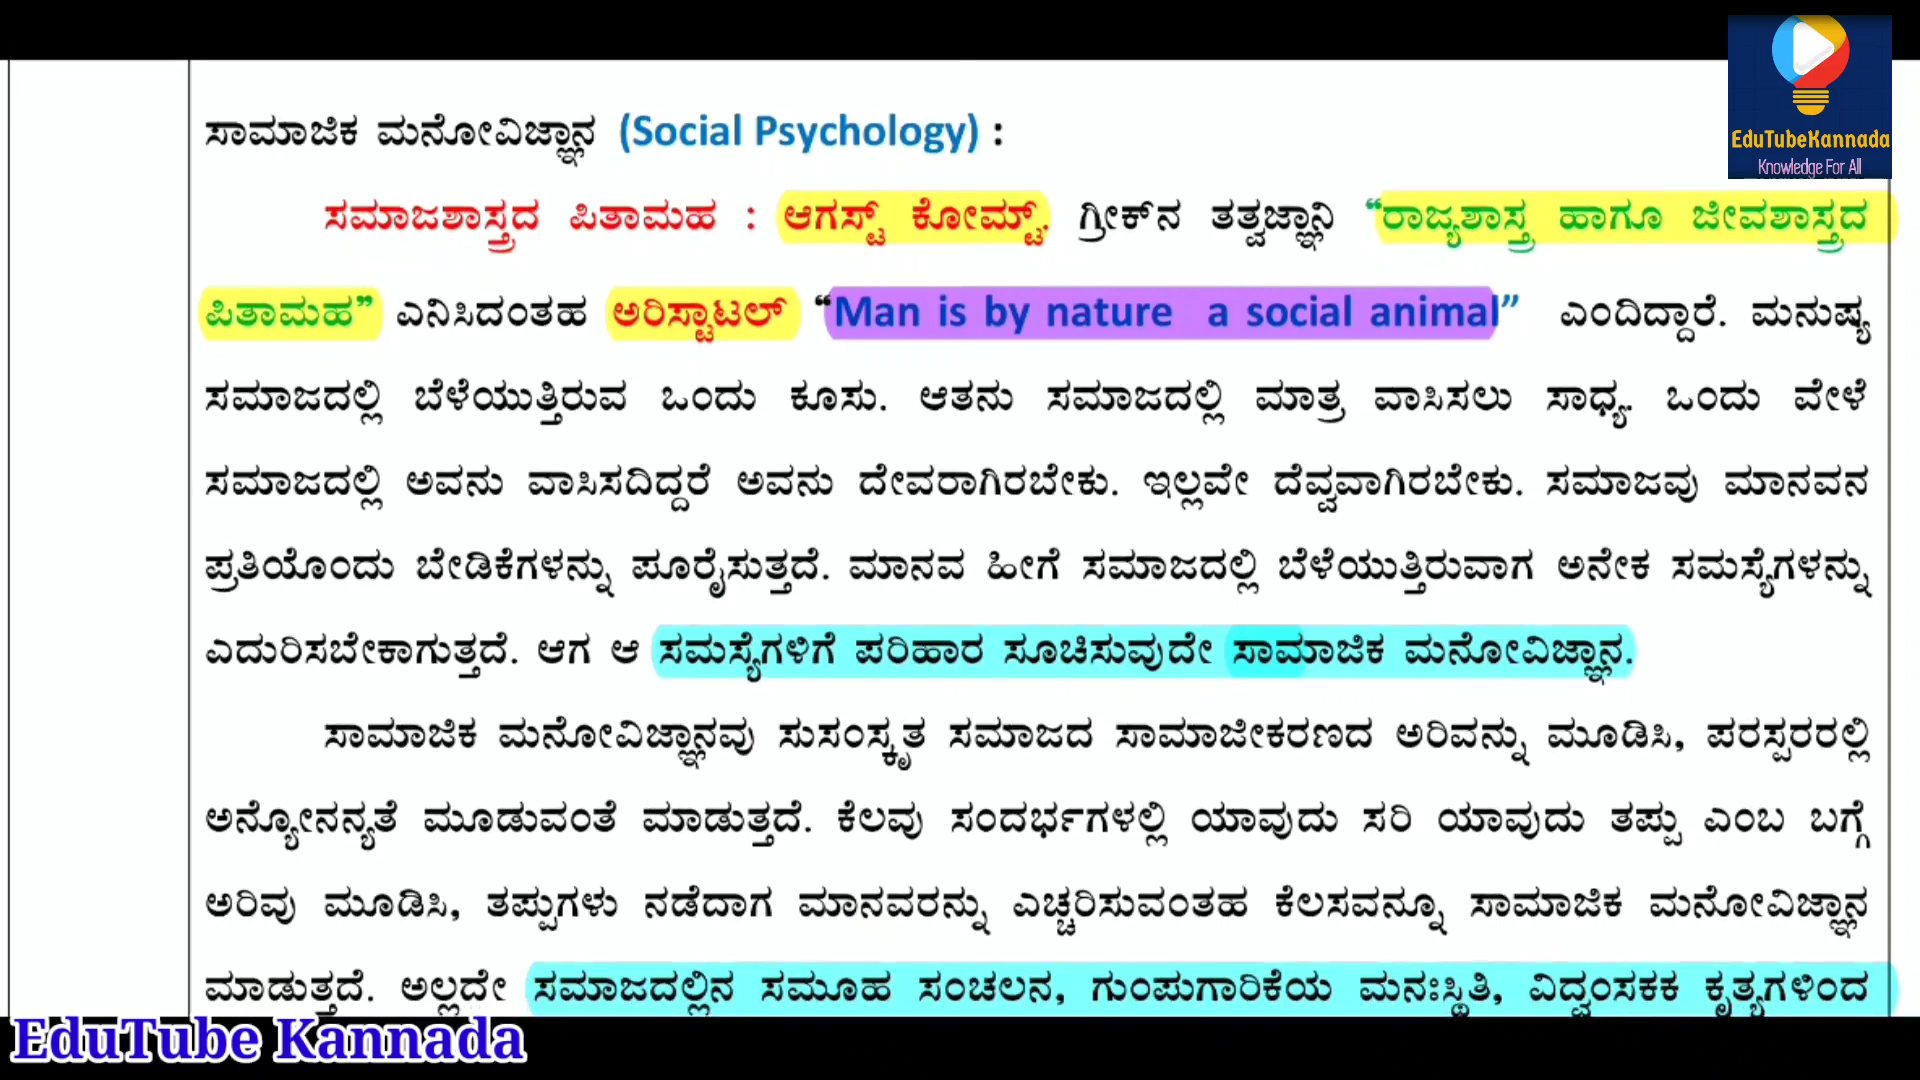 EduTubeKannada
Knowledge For All
ಸಾಮಾಜಿಕ ಮನೋವಿಜ್ಞಾನ (Social Psychology) :
ಸಮಾಜಶಾಸ್ತ್ರದ ಪಿತಾಮಹ : ಆಗಸ್ಟ್ ಕೋಮ್ಟ್. ಗ್ರೀಕ್‌ನ ತತ್ವಜ್ಞಾನಿ “ರಾಜ್ಯಶಾಸ್ತ್ರ ಹಾಗೂ ಜೀವಶಾಸ್ತ್ರದ
ಪಿತಾಮಹ” ಎನಿಸಿದಂತಹ ಅರಿಸ್ಟಾಟಲ್ “Man is by nature a social animal” ಎಂದಿದ್ದಾರೆ. ಮನುಷ್ಯ
ಸಮಾಜದಲ್ಲಿ ಬೆಳೆಯುತ್ತಿರುವ ಒಂದು ಕೂಸು. ಆತನು ಸಮಾಜದಲ್ಲಿ ಮಾತ್ರ ವಾಸಿಸಲು ಸಾಧ್ಯ. ಒಂದು ವೇಳೆ
ಸಮಾಜದಲ್ಲಿ ಅವನು ವಾಸಿಸದಿದ್ದರೆ ಅವನು ದೇವರಾಗಿರಬೇಕು. ಇಲ್ಲವೇ ದೆವ್ವವಾಗಿರಬೇಕು. ಸಮಾಜವು ಮಾನವನ
ಪ್ರತಿಯೊಂದು ಬೇಡಿಕೆಗಳನ್ನು ಪೂರೈಸುತ್ತದೆ. ಮಾನವ ಹೀಗೆ ಸಮಾಜದಲ್ಲಿ ಬೆಳೆಯುತ್ತಿರುವಾಗ ಅನೇಕ ಸಮಸ್ಯೆಗಳನ್ನು
ಎದುರಿಸಬೇಕಾಗುತ್ತದೆ. ಆಗ ಆ ಸಮಸ್ಯೆಗಳಿಗೆ ಪರಿಹಾರ ಸೂಚಿಸುವುದೇ ಸಾಮಾಜಿಕ ಮನೋವಿಜ್ಞಾನ.
ಸಾಮಾಜಿಕ ಮನೋವಿಜ್ಞಾನವು ಸುಸಂಸ್ಕೃತ ಸಮಾಜದ ಸಾಮಾಜೀಕರಣದ ಅರಿವನ್ನು ಮೂಡಿಸಿ, ಪರಸ್ಪರರಲ್ಲಿ
ಅನ್ಯೋನನ್ಯತೆ ಮೂಡುವಂತೆ ಮಾಡುತ್ತದೆ. ಕೆಲವು ಸಂದರ್ಭಗಳಲ್ಲಿ ಯಾವುದು ಸರಿ ಯಾವುದು ತಪ್ಪು ಎಂಬ ಬಗ್ಗೆ
ಅರಿವು ಮೂಡಿಸಿ, ತಪ್ಪುಗಳು ನಡೆದಾಗ ಮಾನವರನ್ನು ಎಚ್ಚರಿಸುವಂತಹ ಕೆಲಸವನ್ನೂ ಸಾಮಾಜಿಕ ಮನೋವಿಜ್ಞಾನ
ಮಾಡುತ್ತದೆ. ಅಲ್ಲದೇ ಸಮಾಜದಲ್ಲಿನ ಸಮೂಹ ಸಂಚಲನ, ಗುಂಪುಗಾರಿಕೆಯ ಮನಃಸ್ಥಿತಿ, ವಿದ್ವಂಸಕಕ ಕೃತ್ಯಗಳಿಂದ
EduTube Kannada